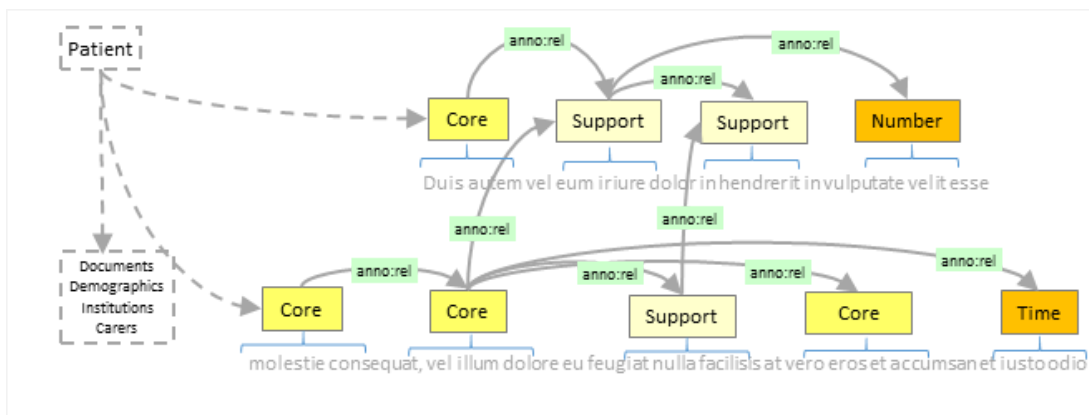 Patient
anno:rel
anno:rel
anno:rel
Core
Support
Support
Number
Duis autem vel eum iriure dolor in hendrerit in vulputate velit esse
anno:rel
anno:rel
Documents
Demographics
Institutions
Carers
anno:rel
anno:rel
anno:rel
anno:rel
Core
Core
Support
Core
Time
molestie consequat, vel illum dolore eu feugiat nulla facilisis at vero eros et accumsan et iusto odio